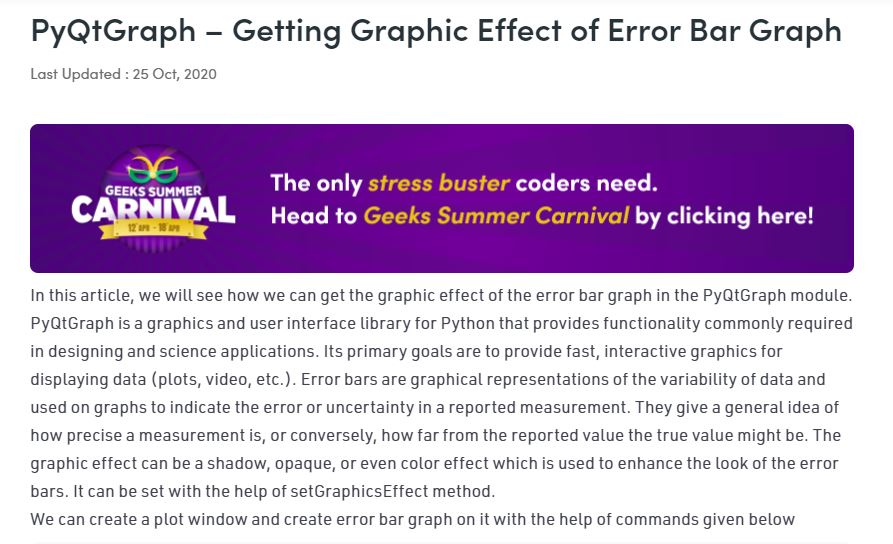 PyQtGraph – Getting Graphic Effect of Error Bar Graph
Last Updated : 25 Oct, 2020
GEEKS SUMMER
CARNIVAL
12 APR - 18 APR
The only stress buster coders need.
Head to Geeks Summer Carnival by clicking here!
In this article, we will see how we can get the graphic effect of the error bar graph in the PyQtGraph module.
PyQtGraph is a graphics and user interface library for Python that provides functionality commonly required
in designing and science applications. Its primary goals are to provide fast, interactive graphics for
displaying data (plots, video, etc.). Error bars are graphical representations of the variability of data and
used on graphs to indicate the error or uncertainty in a reported measurement. They give a general idea of
how precise a measurement is, or conversely, how far from the reported value the true value might be. The
graphic effect can be a shadow, opaque, or even color effect which is used to enhance the look of the error
bars. It can be set with the help of setGraphicsEffect method.
We can create a plot window and create error bar graph on it with the help of commands given below